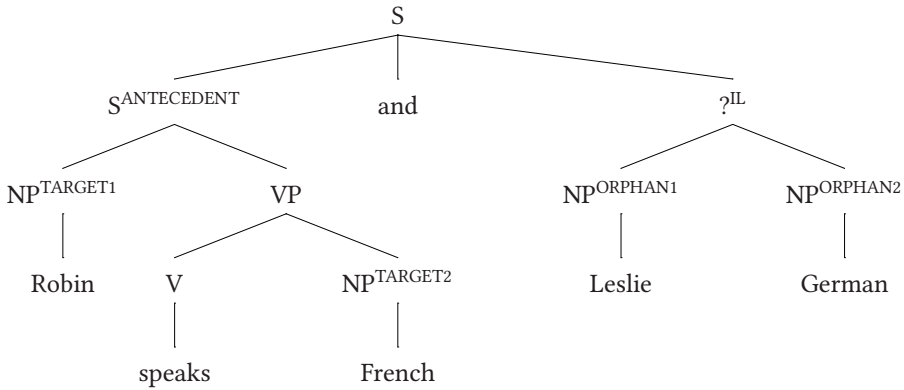 S
S^ANTECEDENT and ?^IL
NP^TARGET1 VP NP^ORPHAN1 NP^ORPHAN2
Robin V NP^TARGET2 Leslie German
speaks French